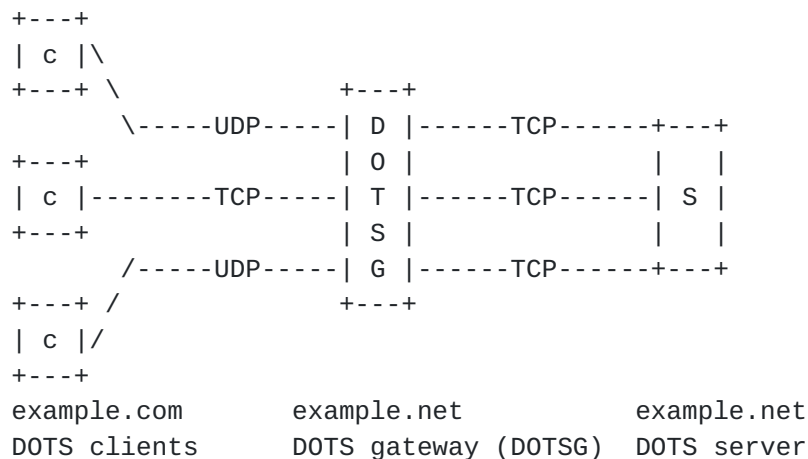 +---+
| c |\
+---+ \                +---+
       \-----UDP-----| D |------TCP------+---+
+---+                | O |               |   |
| c |--------TCP-----| T |------TCP------| S |
+---+                | S |               |   |
       /-----UDP-----| G |------TCP------+---+
+---+ /                +---+
| c |/
+---+
example.com       example.net           example.net
DOTS clients      DOTS gateway (DOTSG)  DOTS server